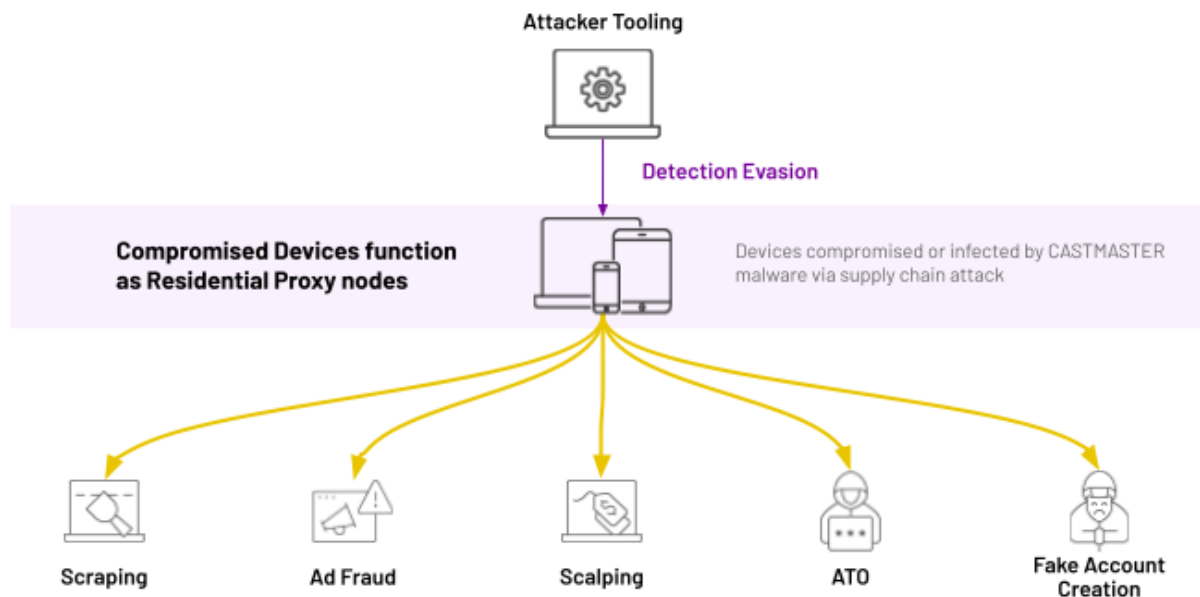 Attacker Tooling
Detection Evasion
Compromised Devices function
as Residential Proxy nodes
Devices compromised or infected by CASTMASTER
malware via supply chain attack
Scraping
Ad Fraud
Scalping
ATO
Fake Account
Creation